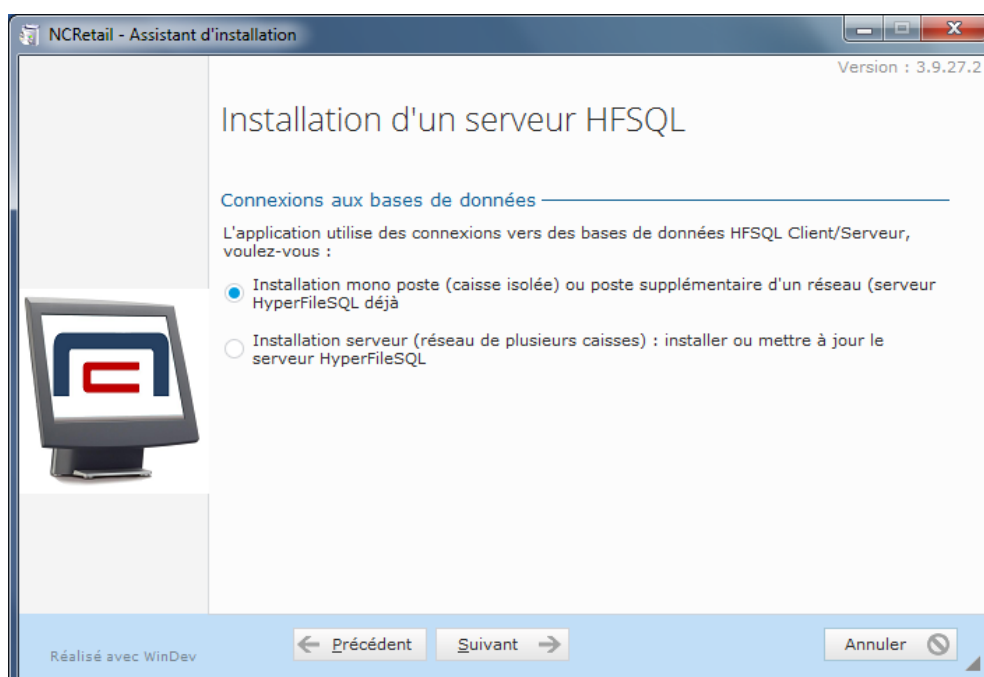 NCRetail - Assistant d'installation
Version : 3.9.27.2
Installation d'un serveur HFSQL
Connexions aux bases de données
L'application utilise des connexions vers des bases de données HFSQL Client/Serveur,
voulez-vous :
Installation mono poste (caisse isolée) ou poste supplémentaire d'un réseau (serveur
HyperFileSQL déjà
Installation serveur (réseau de plusieurs caisses) : installer ou mettre à jour le
serveur HyperFileSQL
Réalisé avec WinDev
Précédent
Suivant
Annuler